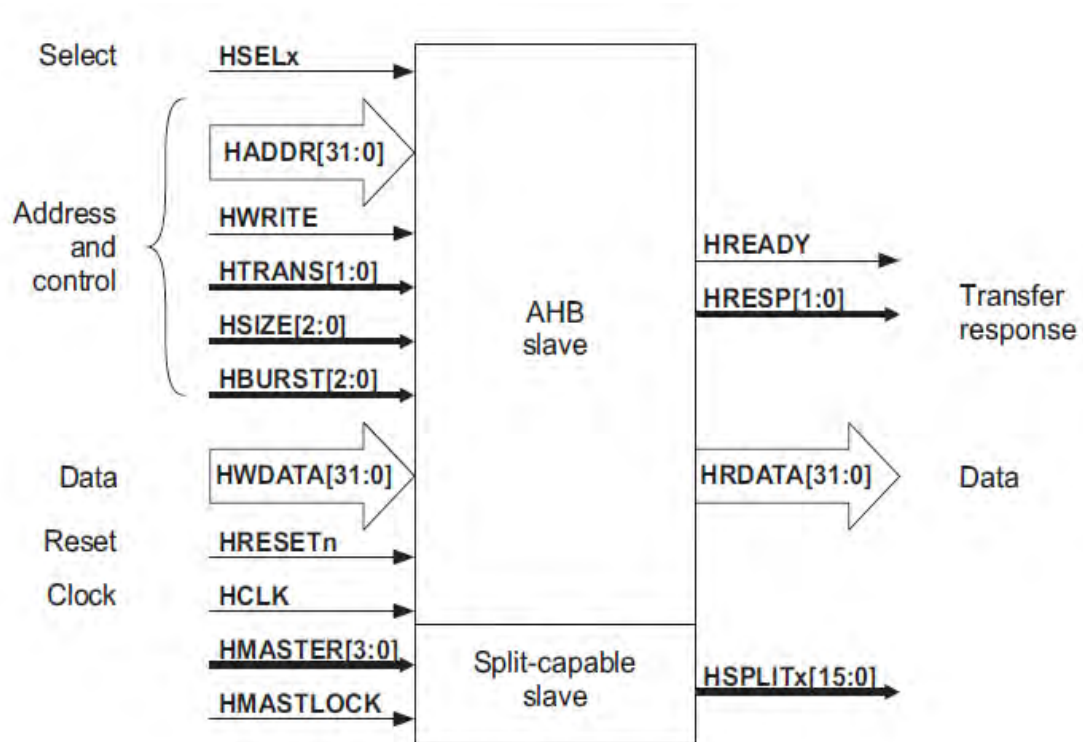 Select
HSELx
HADDR[31:0]
Address
and
control
HWRITE
HTRANS[1:0]
HSIZE[2:0]
HBURST[2:0]
Data
HWDATA[31:0]
Reset
HRESETn
Clock
HCLK
HMASTER[3:0]
HMASTLOCK
AHB
slave
Split-capable
slave
HREADY
HRESP[1:0]
Transfer
response
HRDATA[31:0]
Data
HSPLITx[15:0]